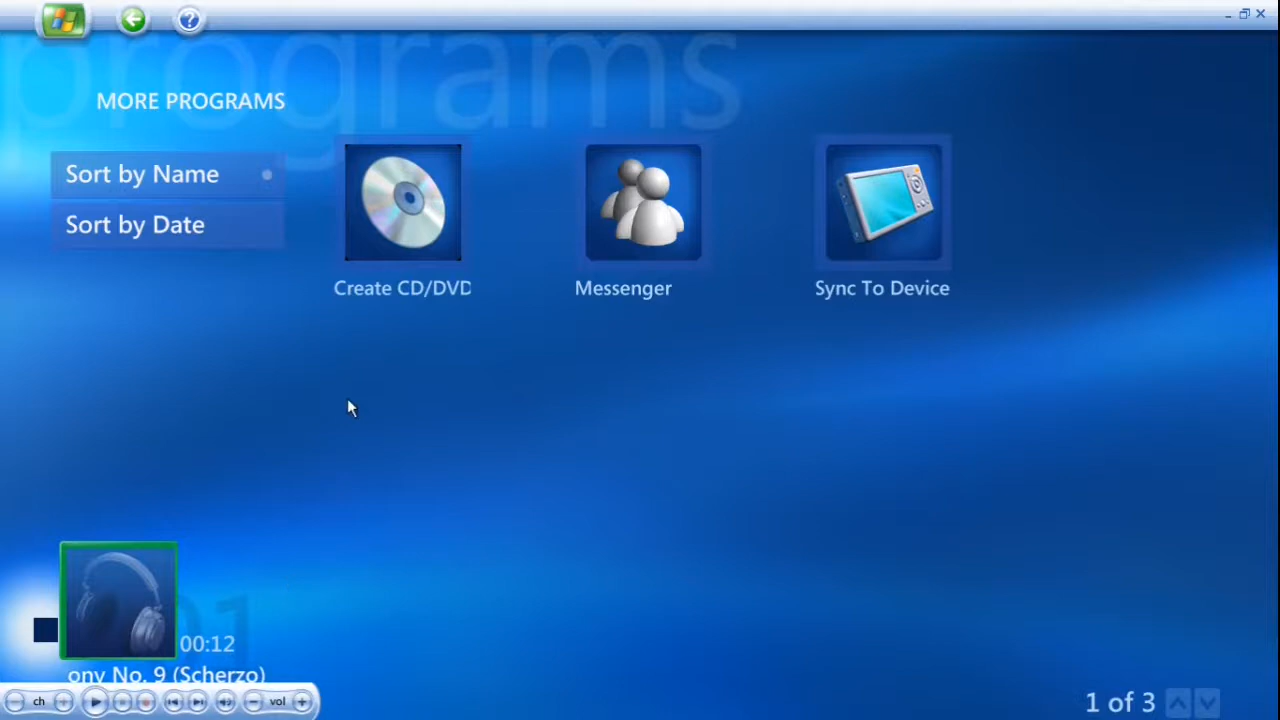 programs
MORE PROGRAMS
Sort by Name
Sort by Date
Create CD/DVD
Messenger
Sync To Device
00:12
ony No. 9 (Scherzo)
ch
vol
1 of 3